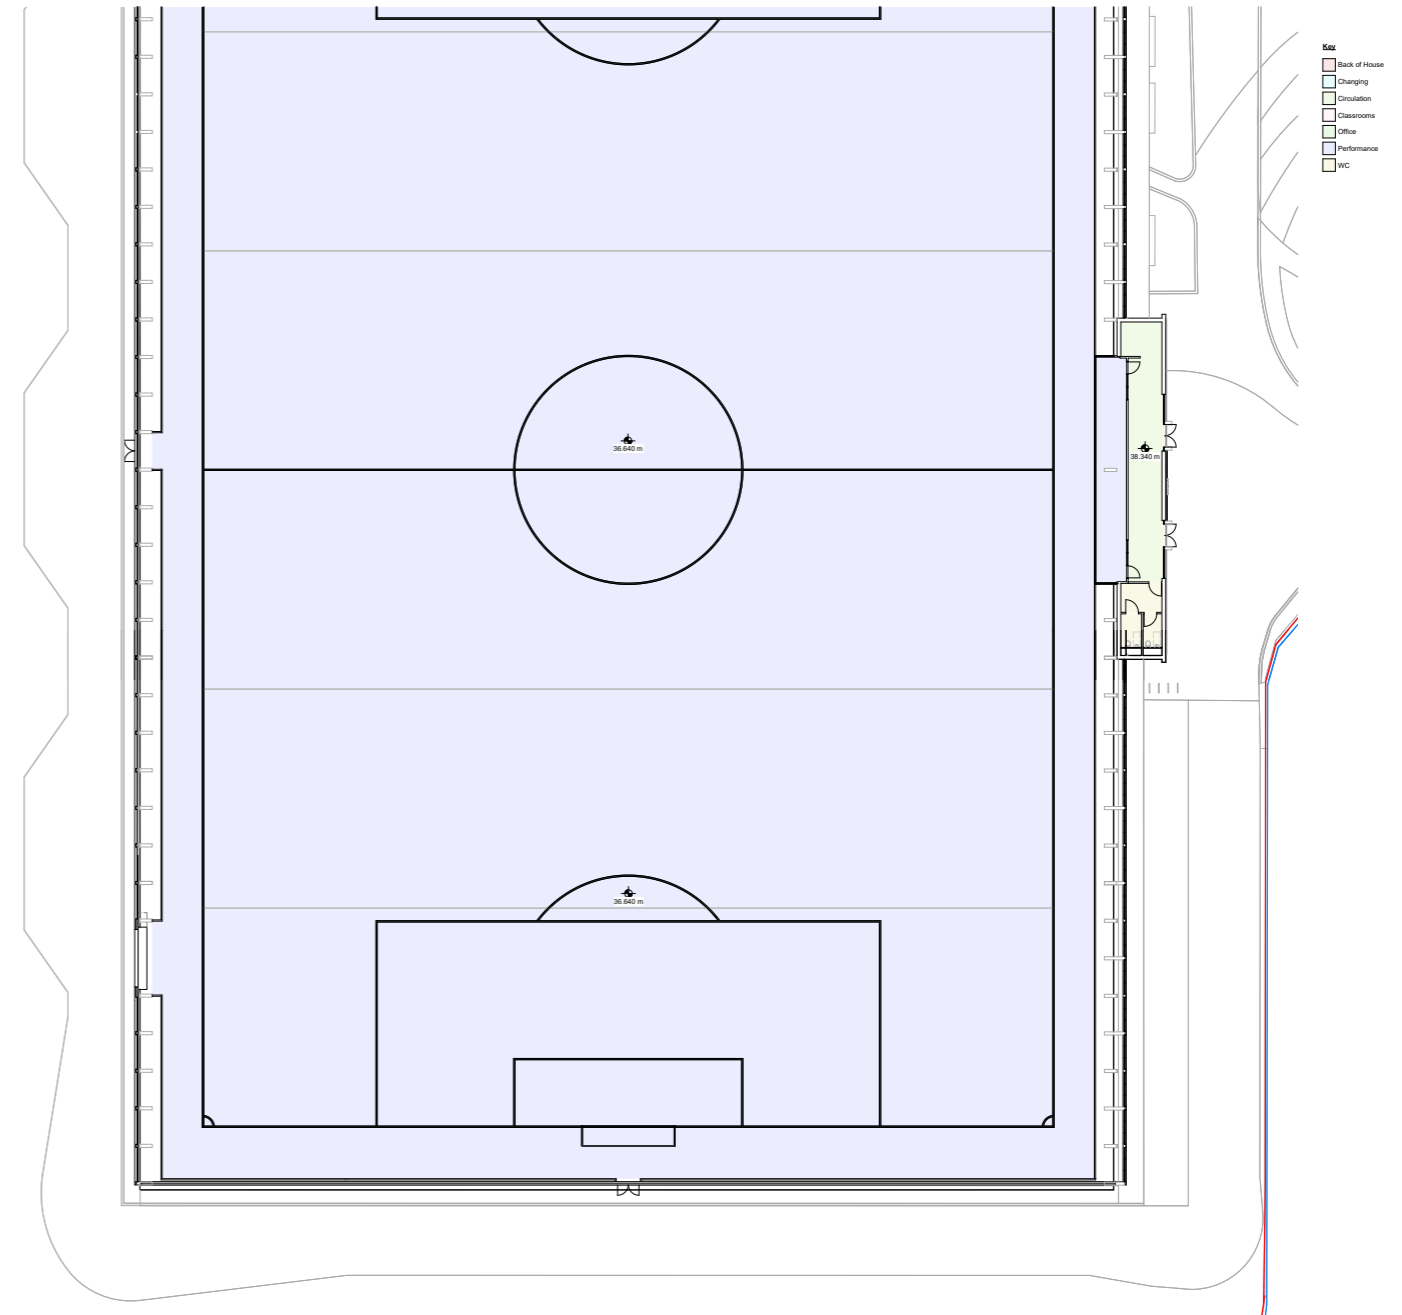 Key
Back of House
Changing
Circulation
Classrooms
Office
Performance
WC
36.640 m
38.340 m
36.640 m